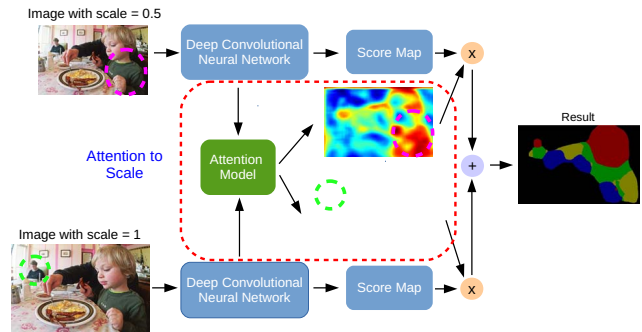 Image with scale = 0.5
Deep Convolutional
Neural Network
Score Map
x
Attention to
Scale
Attention
Model
Result
+
Image with scale = 1
Deep Convolutional
Neural Network
Score Map
x